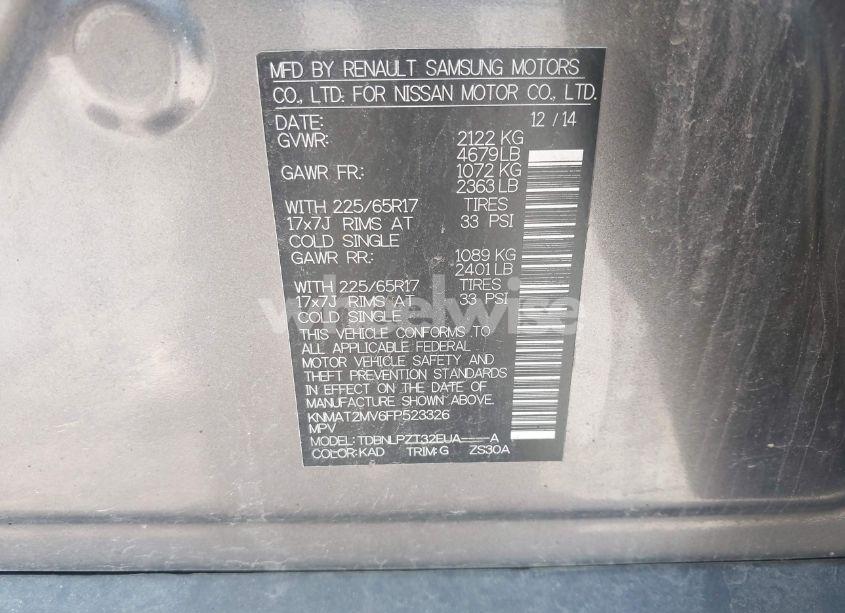 MFD BY RENAULT SAMSUNG MOTORS
CO., LTD. FOR NISSAN MOTOR CO., LTD.
DATE: 12 / 14
GVWR: 2122 KG
4679 LB
GAWR FR: 1072 KG
2363 LB
WITH 225/65R17 TIRES
17x7J RIMS AT 33 PSI
COLD SINGLE
GAWR RR: 1089 KG
2401 LB
WITH 225/65R17 TIRES
17x7J RIMS AT 33 PSI
COLD SINGLE
wheelwise
THIS VEHICLE CONFORMS TO
ALL APPLICABLE FEDERAL
MOTOR VEHICLE SAFETY AND
THEFT PREVENTION STANDARDS
IN EFFECT ON THE DATE OF
MANUFACTURE SHOWN ABOVE.
KNMAT2MV6FP523326
MPV
MODEL: TDBNLPZT32EUA----A
COLOR: KAD TRIM: G ZS30A